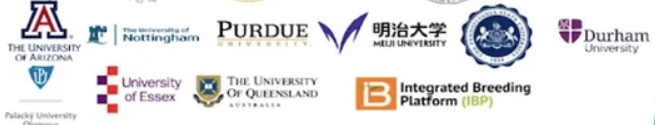 A
THE UNIVERSITY
OF ARIZONA
The University of
Nottingham
PURDUE
UNIVERSITY
明治大学
MEIJI UNIVERSITY
Durham
University
University
of Essex
THE UNIVERSITY
OF QUEENSLAND
AUSTRALIA
IB
Integrated Breeding
Platform (IBP)
Palacký University